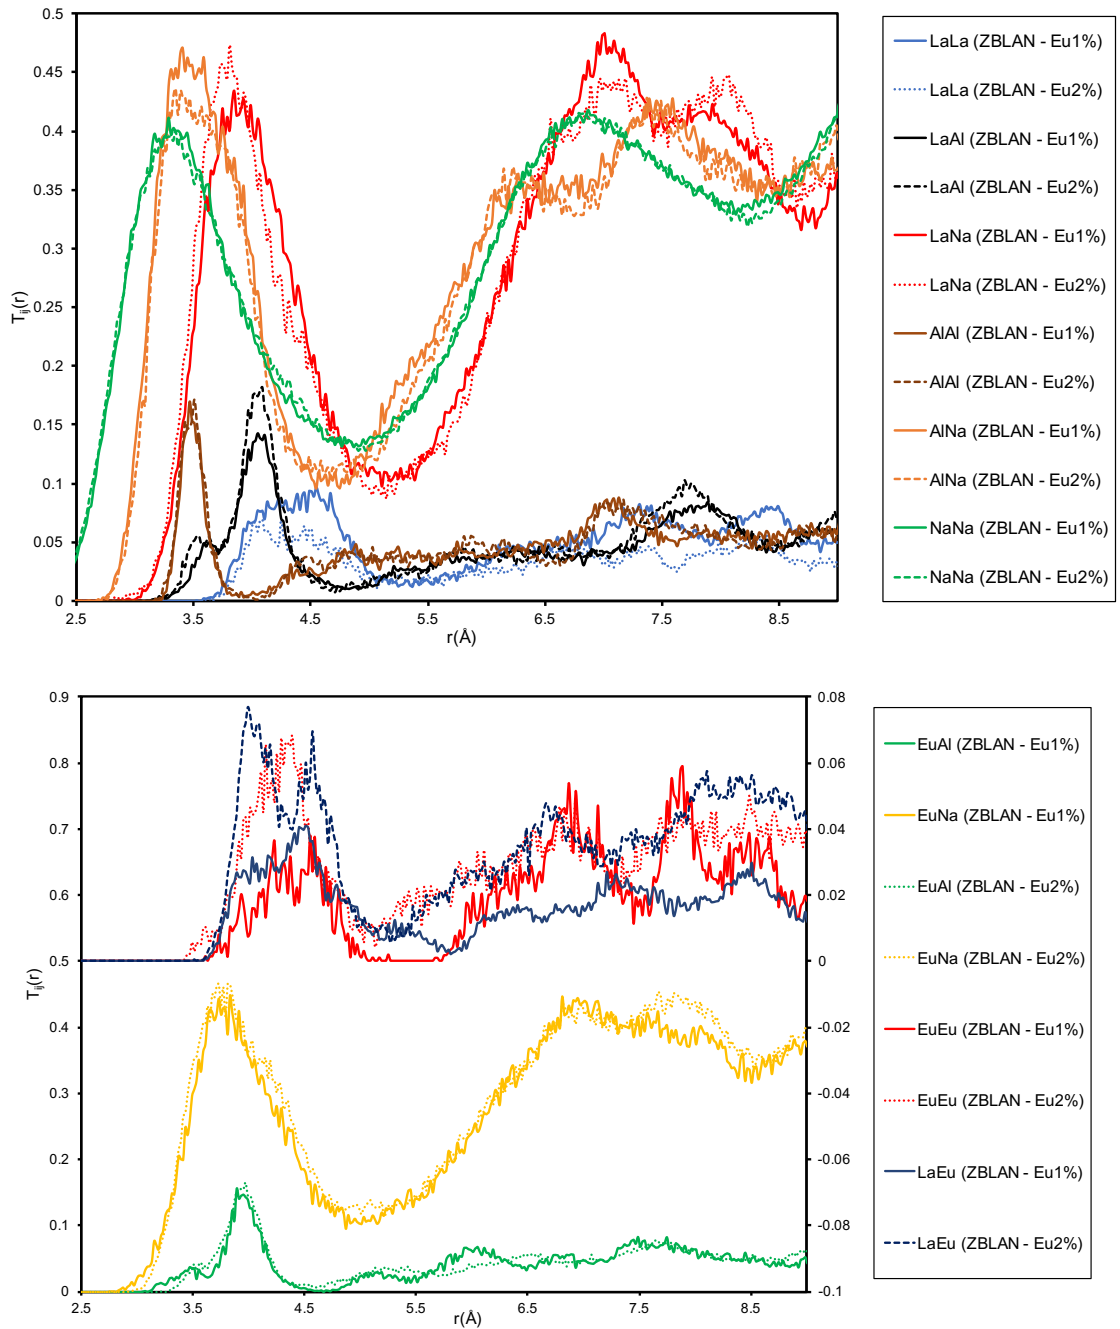 0.5
0.45
0.4
0.35
0.3
0.25
0.2
0.15
0.1
0.05
0
Tij(r)
2.5 3.5 4.5 5.5 6.5 7.5 8.5
r(Å)
LaLa (ZBLAN - Eu1%)
LaLa (ZBLAN - Eu2%)
LaAl (ZBLAN - Eu1%)
LaAl (ZBLAN - Eu2%)
LaNa (ZBLAN - Eu1%)
LaNa (ZBLAN - Eu2%)
AlAl (ZBLAN - Eu1%)
AlAl (ZBLAN - Eu2%)
AlNa (ZBLAN - Eu1%)
AlNa (ZBLAN - Eu2%)
NaNa (ZBLAN - Eu1%)
NaNa (ZBLAN - Eu2%)
0.9
0.8
0.7
0.6
0.5
0.4
0.3
0.2
0.1
0
Tij(r)
2.5 3.5 4.5 5.5 6.5 7.5 8.5
r(Å)
0.08
0.06
0.04
0.02
0
-0.02
-0.04
-0.06
-0.08
-0.1
EuAl (ZBLAN - Eu1%)
EuNa (ZBLAN - Eu1%)
EuAl (ZBLAN - Eu2%)
EuNa (ZBLAN - Eu2%)
EuEu (ZBLAN - Eu1%)
EuEu (ZBLAN - Eu2%)
LaEu (ZBLAN - Eu1%)
LaEu (ZBLAN - Eu2%)